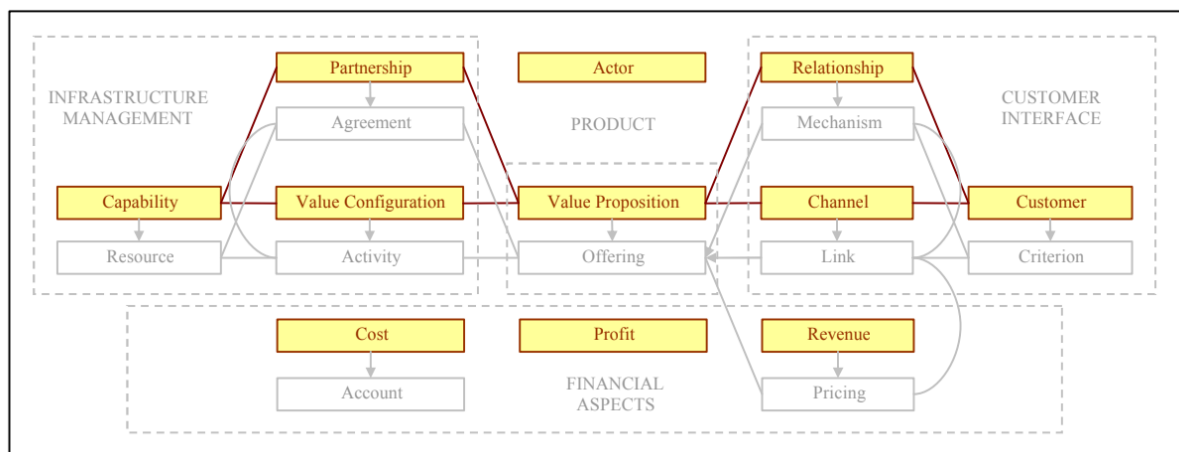 Partnership
Actor
Relationship
INFRASTRUCTURE
MANAGEMENT
Agreement
PRODUCT
Mechanism
CUSTOMER
INTERFACE
Capability
Value Configuration
Value Proposition
Channel
Customer
Resource
Activity
Offering
Link
Criterion
Cost
Profit
Revenue
Account
FINANCIAL
ASPECTS
Pricing